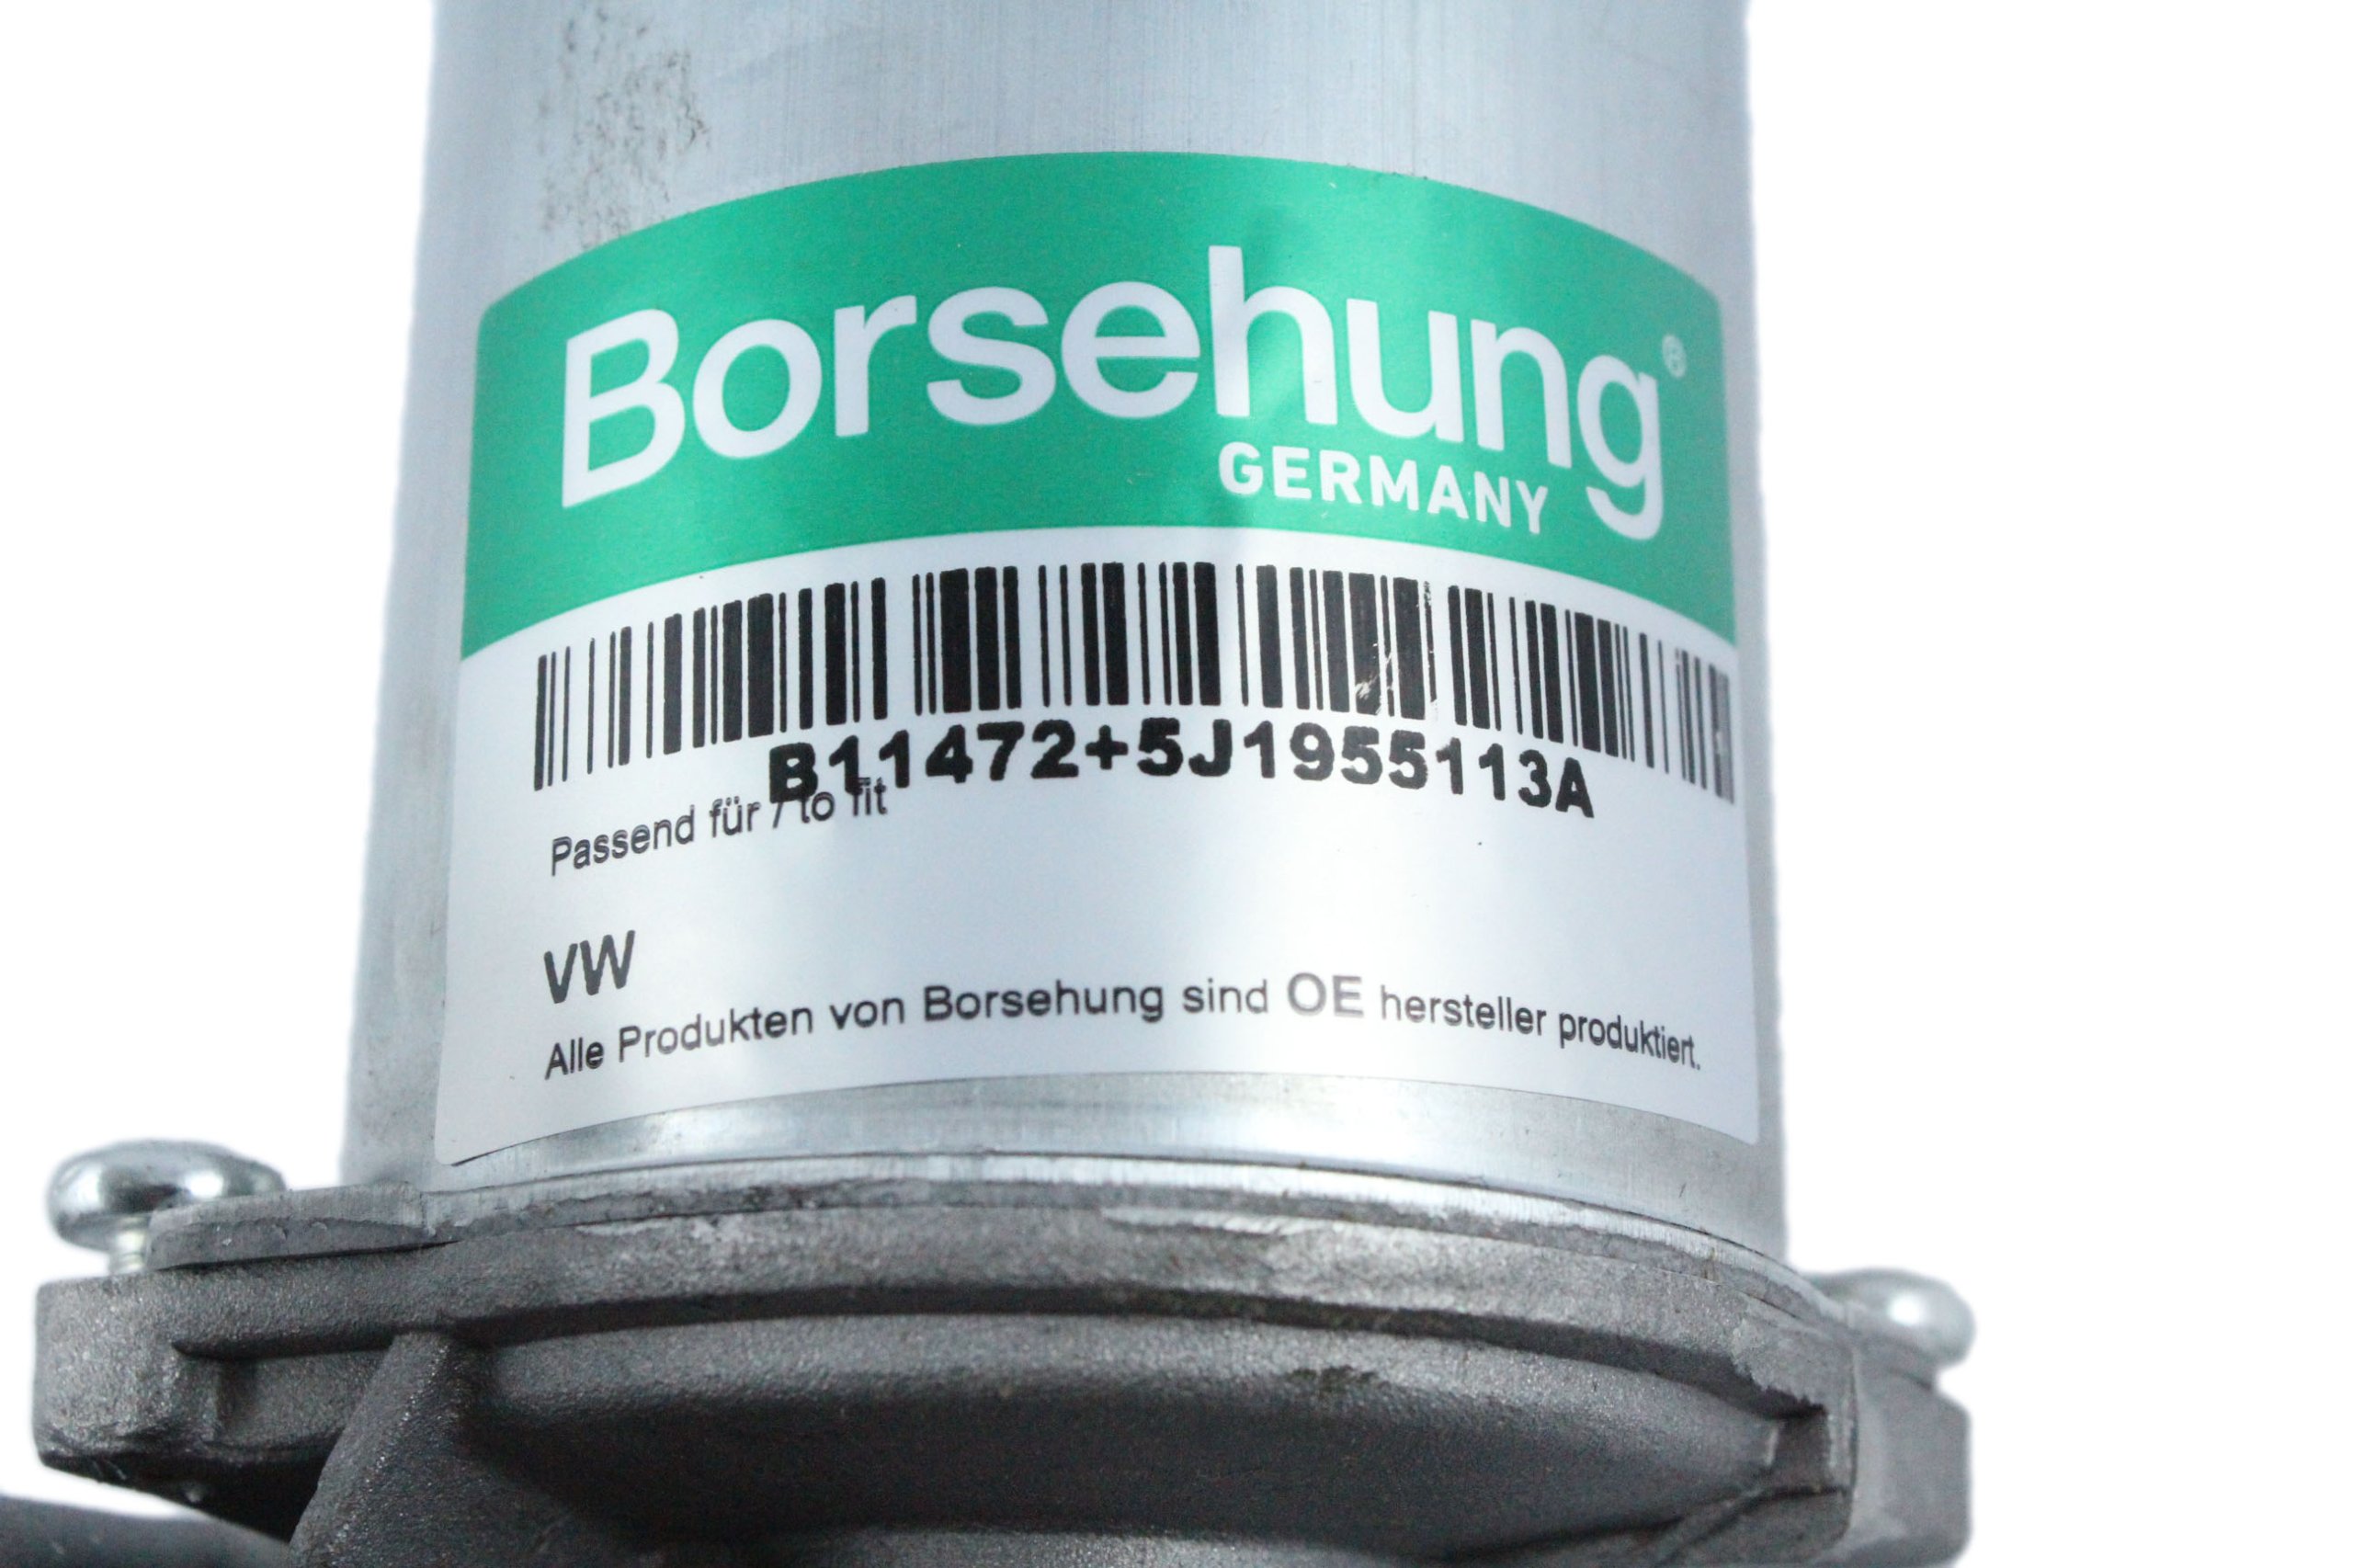 Borsehung®
GERMANY
B11472+5J1955113A
Passend für / to fit
VW
Alle Produkten von Borsehung sind OE hersteller produktiert.